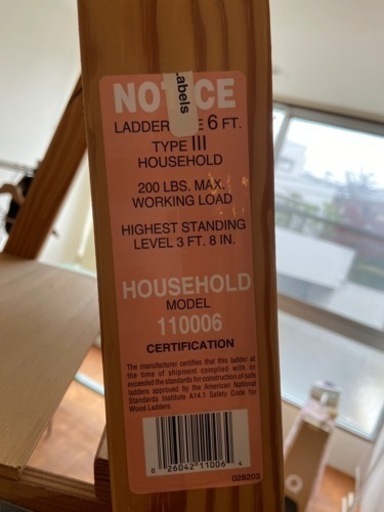 NO CE
abels
LADDER E 6 FT.
TYPE III
HOUSEHOLD
200 LBS. MAX.
WORKING LOAD
HIGHEST STANDING
LEVEL 3 FT. 8 IN.
HOUSEHOLD
MODEL
110006
CERTIFICATION
The manufacturer certifies that this ladder at
the time of shipment complied with or
exceeded the standards for construction of safe
ladders approved by the American National
Standards Institute A14.1 Safety Code for
Wood Ladders.
0 26042 11006 4
028203